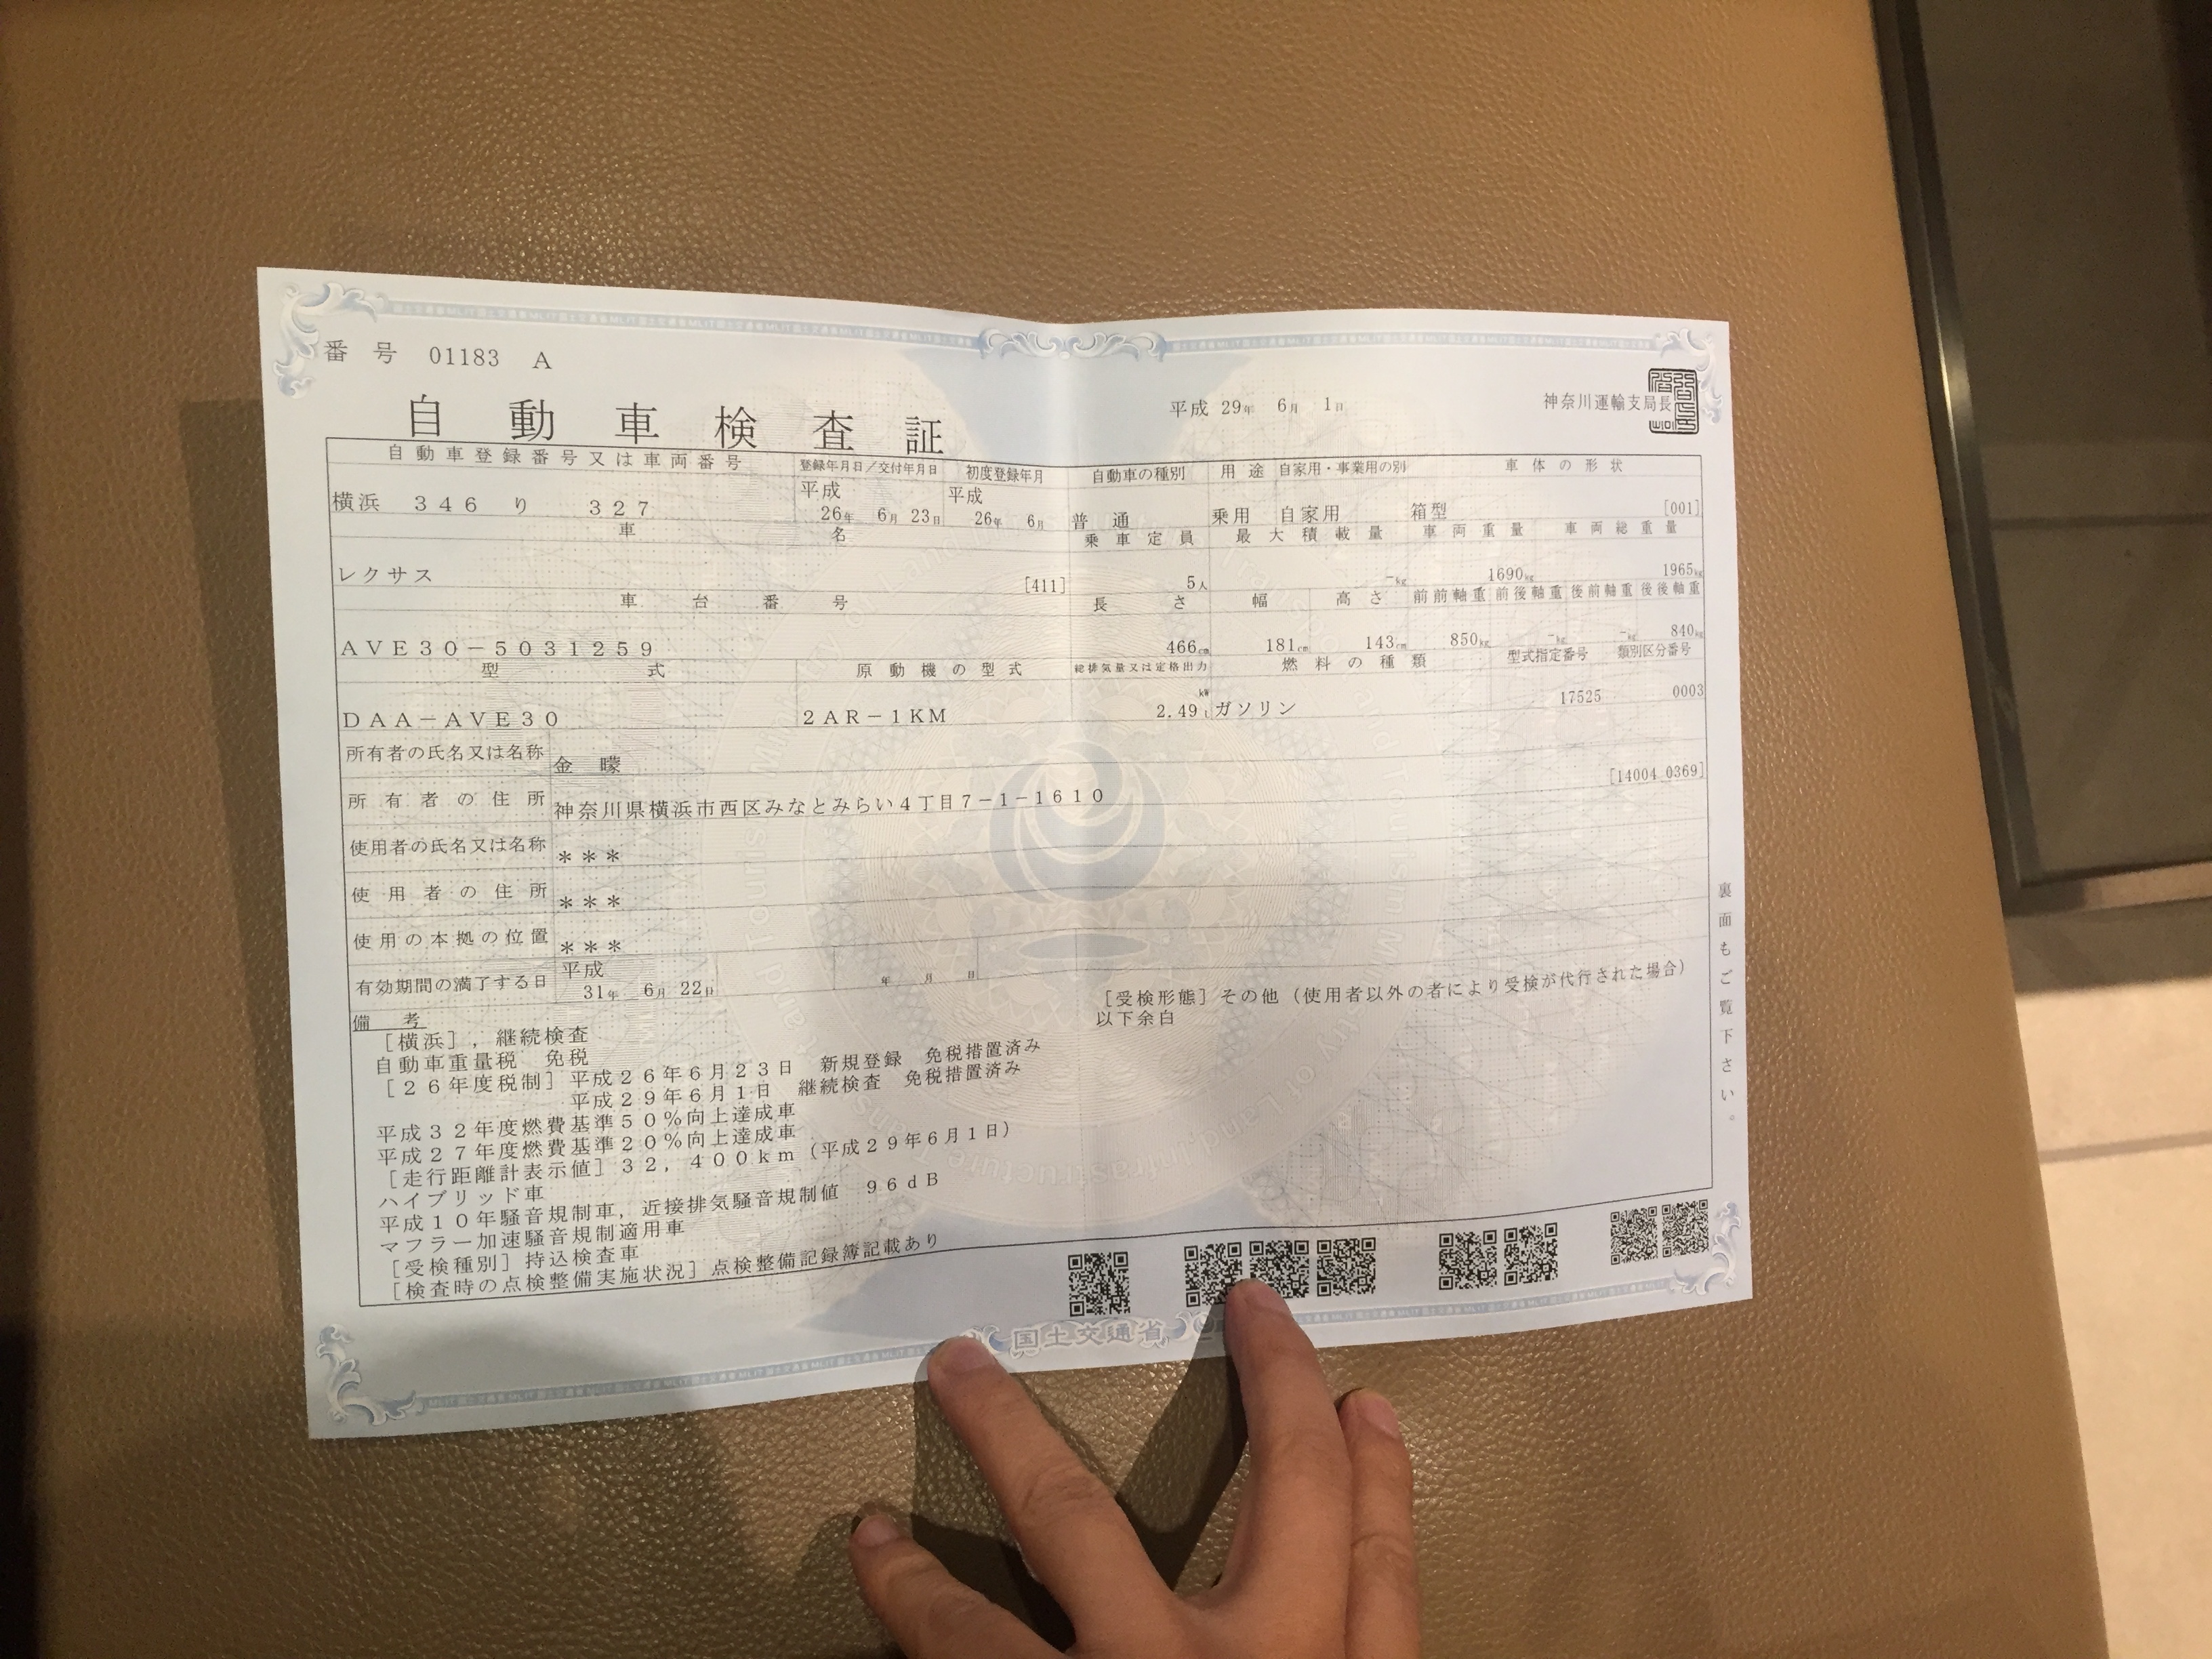 番号 01183 A
自動車検査証
平成 29年 6月 1日
神奈川運輸支局長
自動車登録番号又は車両番号 登録年月日／交付年月日 初度登録年月 自動車の種別 用途 自家用・事業用の別 車体の形状
横浜 346 り 327 平成 26年 6月 23日 平成 26年 6月 普通 乗用 自家用 箱型 [001]
車名 乗車定員 最大積載量 車両重量 車両総重量
レクサス [411] 5人 －kg 1690kg 1965kg
車台番号 長さ 幅 高さ 前前軸重 前後軸重 後前軸重 後後軸重
AVE30－5031259 466cm 181cm 143cm 850kg －kg －kg 840kg
型式 原動機の型式 総排気量又は定格出力 燃料の種類 型式指定番号 類別区分番号
DAA－AVE30 2AR－1KM kW 2.49L ガソリン 17525 0003
所有者の氏名又は名称 金 曚
[14004 0369]
所有者の住所 神奈川県横浜市西区みなとみらい4丁目7－1－1610
使用者の氏名又は名称 ＊＊＊
使用者の住所 ＊＊＊
使用の本拠の位置 ＊＊＊
有効期間の満了する日 平成 31年 6月 22日 年 月 日
備考
[横浜]，継続検査
自動車重量税 免税
[26年度税制]平成26年6月23日 新規登録 免税措置済み
平成29年6月1日 継続検査 免税措置済み
平成32年度燃費基準50%向上達成車
平成27年度燃費基準20%向上達成車
[走行距離計表示値]32，400km（平成29年6月1日）
ハイブリッド車
平成10年騒音規制車，近接排気騒音規制値 96dB
マフラー加速騒音規制適用車
[受検種別]持込検査車
[検査時の点検整備実施状況]点検整備記録簿記載あり
[受検形態]その他（使用者以外の者により受検が代行された場合）
以下余白
裏面もご覧下さい。
国土交通省